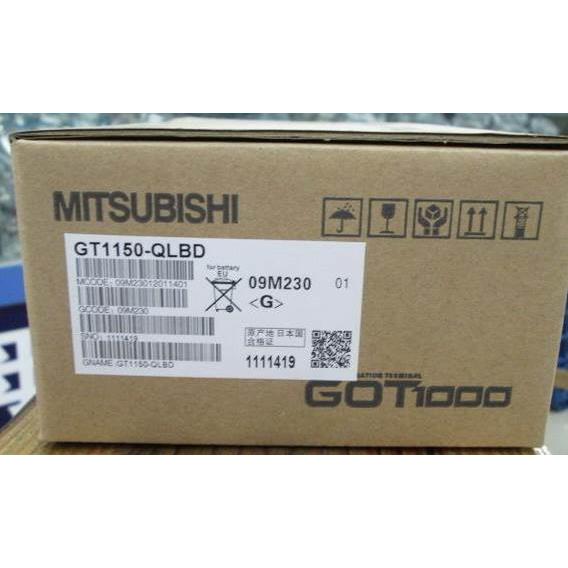 MITSUBISHI
GT1150-QLBD
MCODE: 09M23012011401
GCODE: 09M230
SNO: 1111419
GNAME:GT1150-QLBD
for battery
EU
09M230 01
<G>
原产地 日本国
合格证
1111419
GOT1000